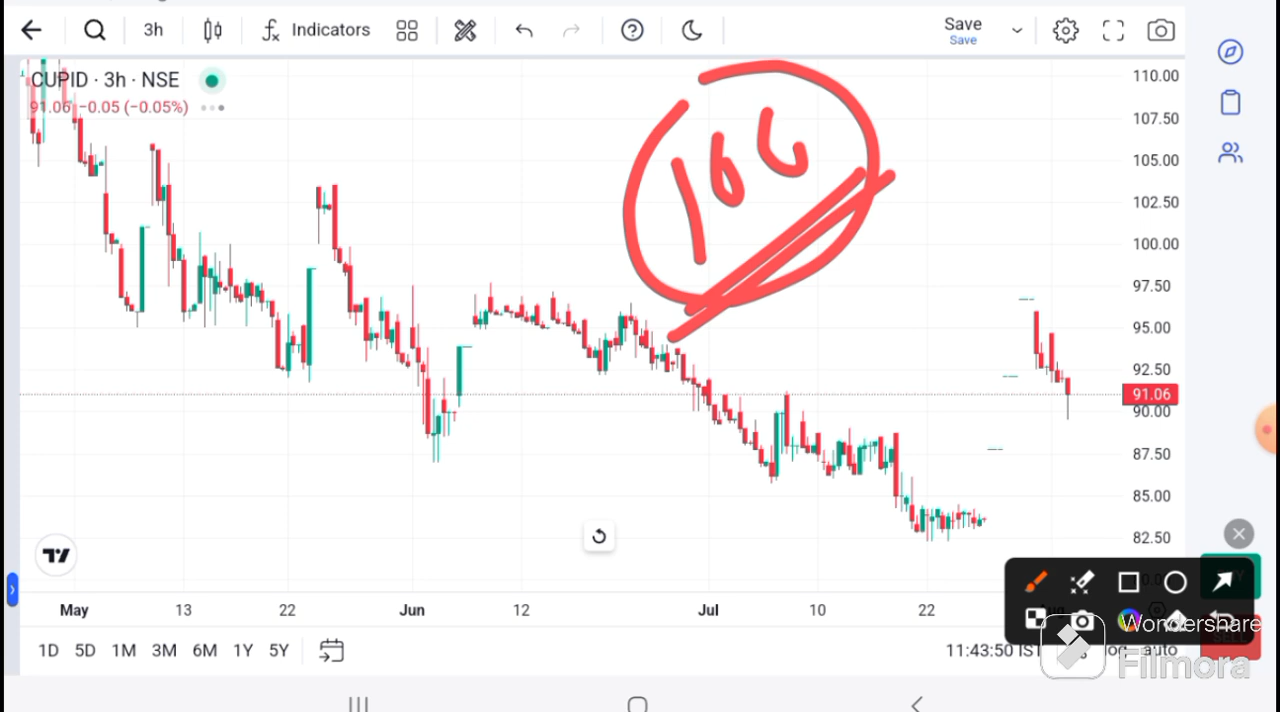 3h
Indicators
Save
Save
CUPID · 3h · NSE
91.06 −0.05 (−0.05%)
110.00
107.50
105.00
102.50
100.00
97.50
95.00
92.50
91.06
90.00
87.50
85.00
82.50
May 13 22 Jun 12 Jul 10 22
1D 5D 1M 3M 6M 1Y 5Y
11:43:50 IST
auto
Wondershare
Filmora